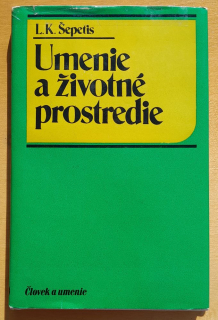 L. K. Šepetis
Umenie
a životné
prostredie
Človek a umenie